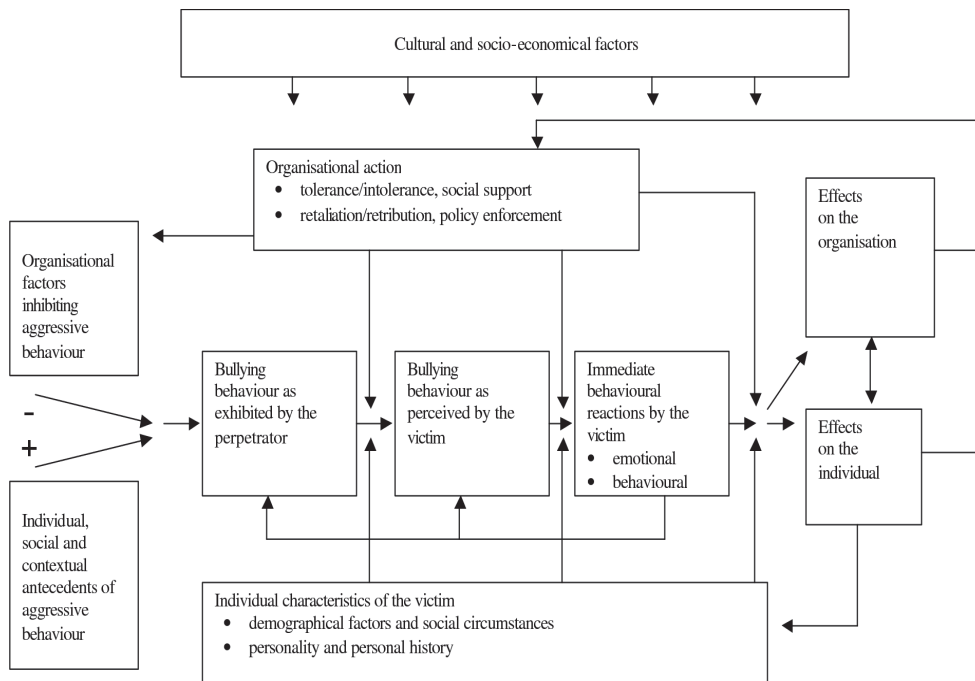 Cultural and socio-economical factors
Organisational action
• tolerance/intolerance, social support
• retaliation/retribution, policy enforcement
Effects
on the
organisation
Organisational
factors
inhibiting
aggressive
behaviour
Bullying
behaviour as
exhibited by the
perpetrator
Bullying
behaviour as
perceived by the
victim
Immediate
behavioural
reactions by the
victim
• emotional
• behavioural
-
+
Effects
on the
individual
Individual,
social and
contextual
antecedents of
aggressive
behaviour
Individual characteristics of the victim
• demographical factors and social circumstances
• personality and personal history